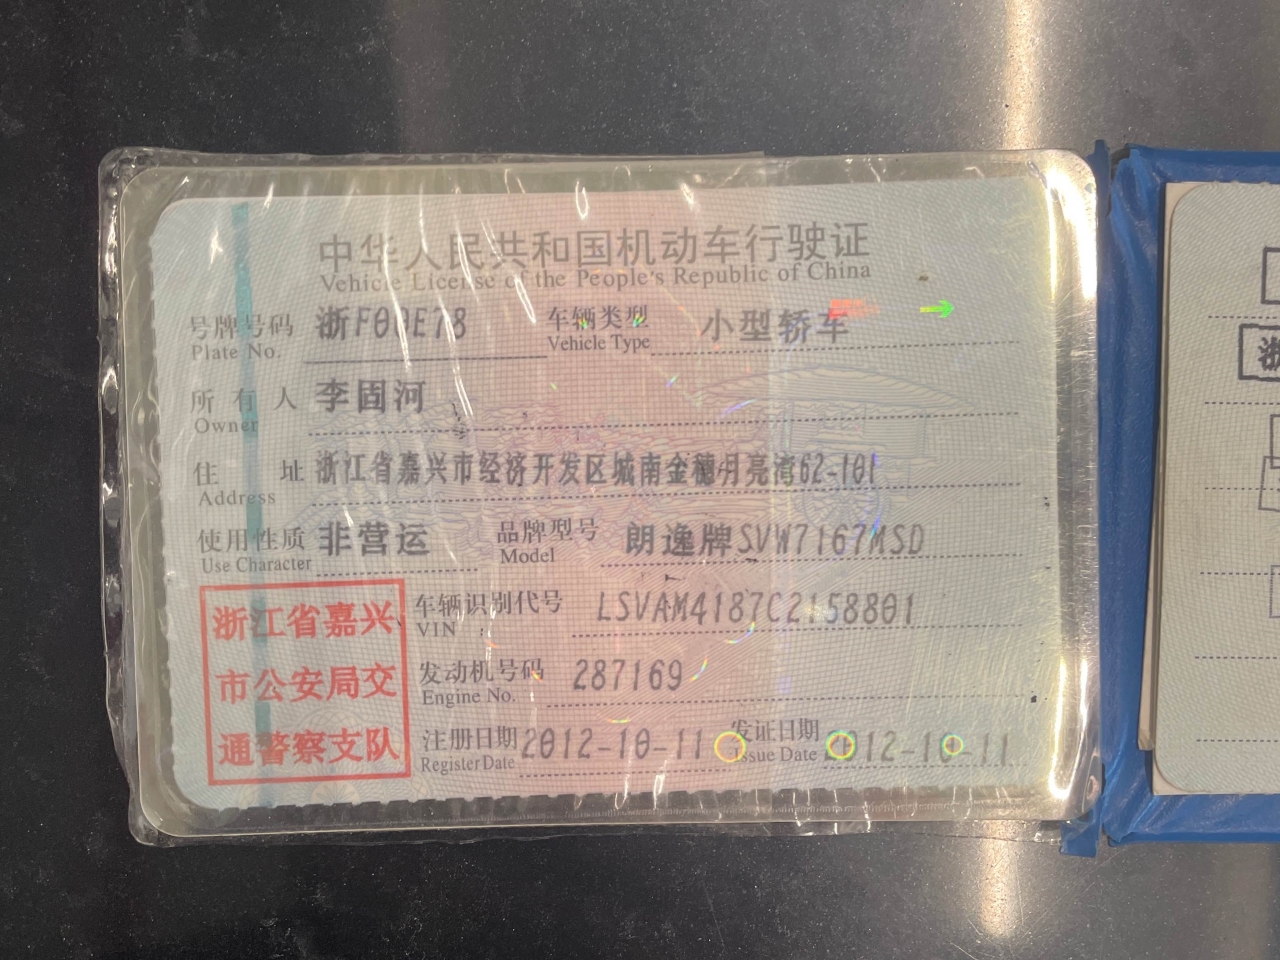 中华人民共和国机动车行驶证
Vehicle License of the People's Republic of China
号牌号码 浙F00E78 车辆类型 小型轿车
Plate No. Vehicle Type
所有人 李固河
Owner
住址 浙江省嘉兴市经济开发区城南金穗月亮湾62-101
Address
使用性质 非营运 品牌型号 朗逸牌SVW7167MSD
Use Character Model
浙江省嘉兴
市公安局交
通警察支队
车辆识别代号 LSVAM4187C2158801
VIN
发动机号码 287169
Engine No.
注册日期 2012-10-11 发证日期 2012-10-11
Register Date Issue Date
浙